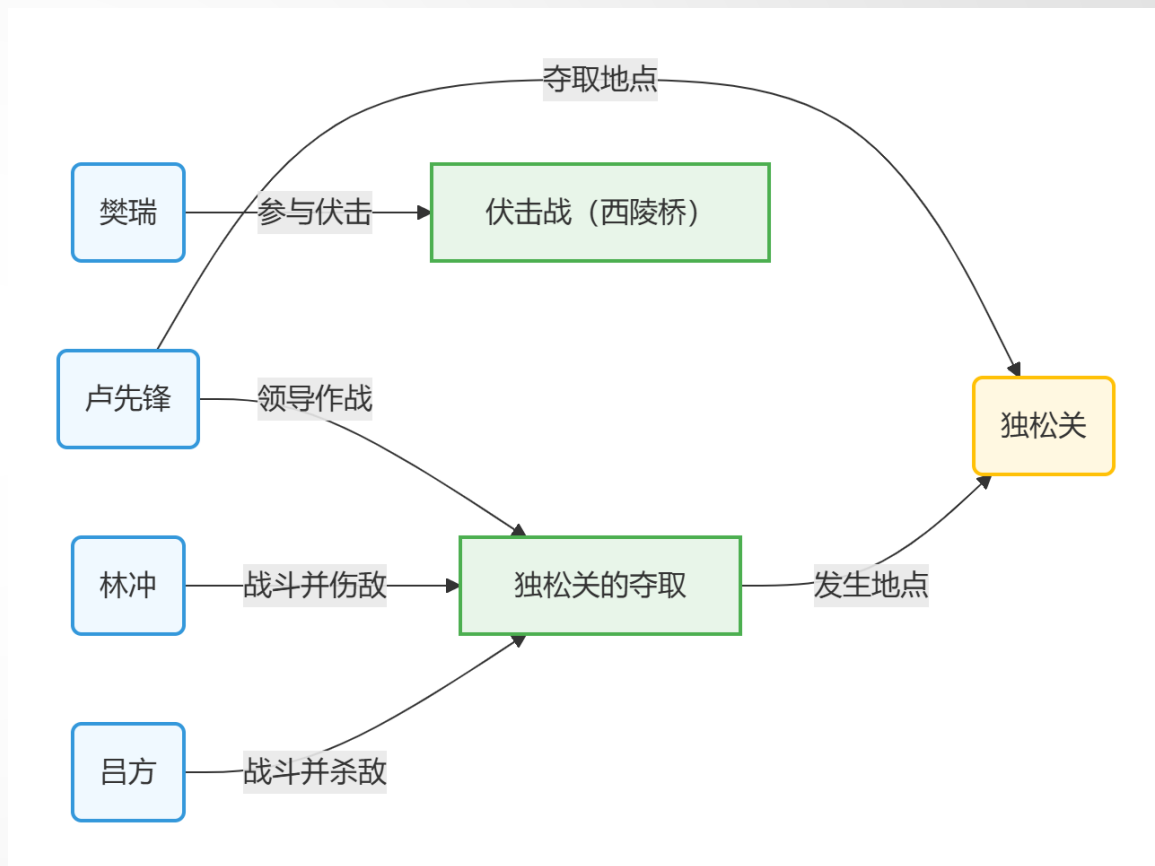 夺取地点
樊瑞
参与伏击
伏击战（西陵桥）
卢先锋
领导作战
独松关
林冲
战斗并伤敌
独松关的夺取
发生地点
吕方
战斗并杀敌